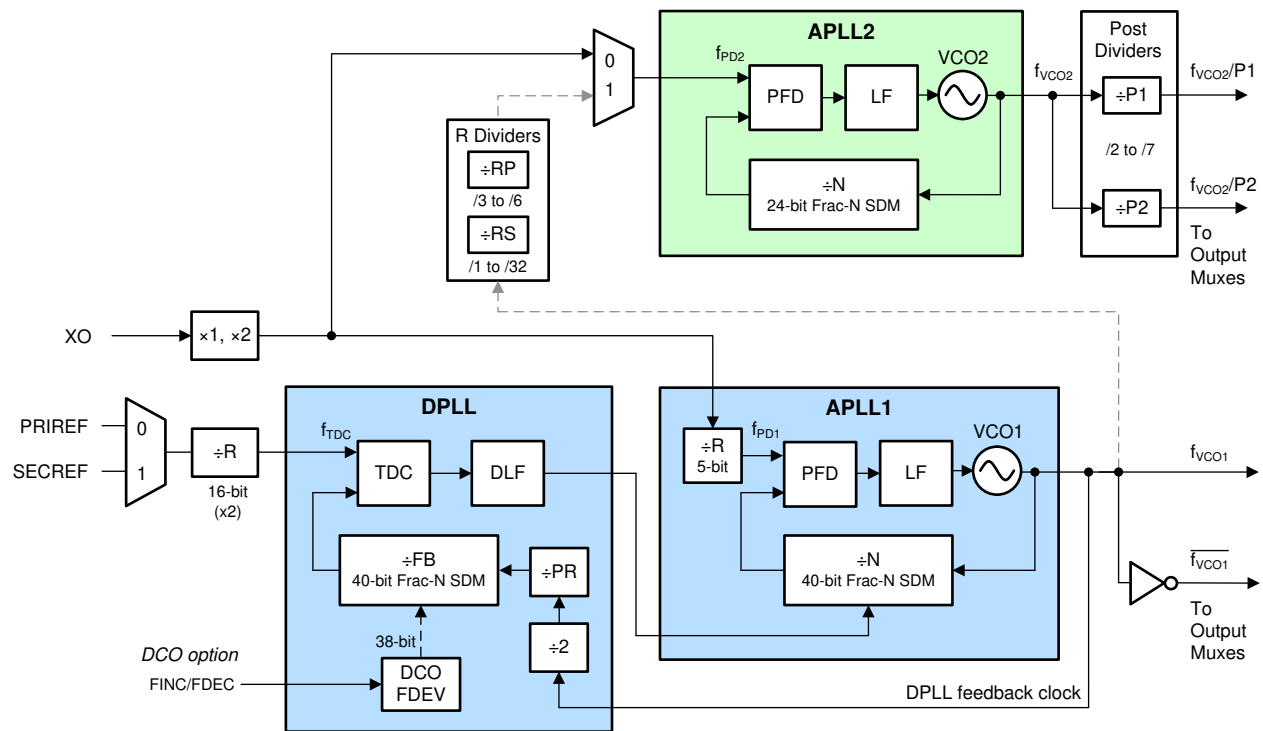 APLL2
0
1
f_PD2
PFD
LF
VCO2
÷N
24-bit Frac-N SDM
f_VCO2
Post
Dividers
÷P1
/2 to /7
÷P2
f_VCO2/P1
f_VCO2/P2
To
Output
Muxes
R Dividers
÷RP
/3 to /6
÷RS
/1 to /32
XO
×1, ×2
PRIREF
SECREF
0
1
÷R
16-bit
(x2)
DPLL
f_TDC
TDC
DLF
÷FB
40-bit Frac-N SDM
÷PR
÷2
38-bit
DCO
FDEV
DCO option
FINC/FDEC
APLL1
÷R
5-bit
f_PD1
PFD
LF
VCO1
÷N
40-bit Frac-N SDM
DPLL feedback clock
f_VCO1
f_VCO1
To
Output
Muxes